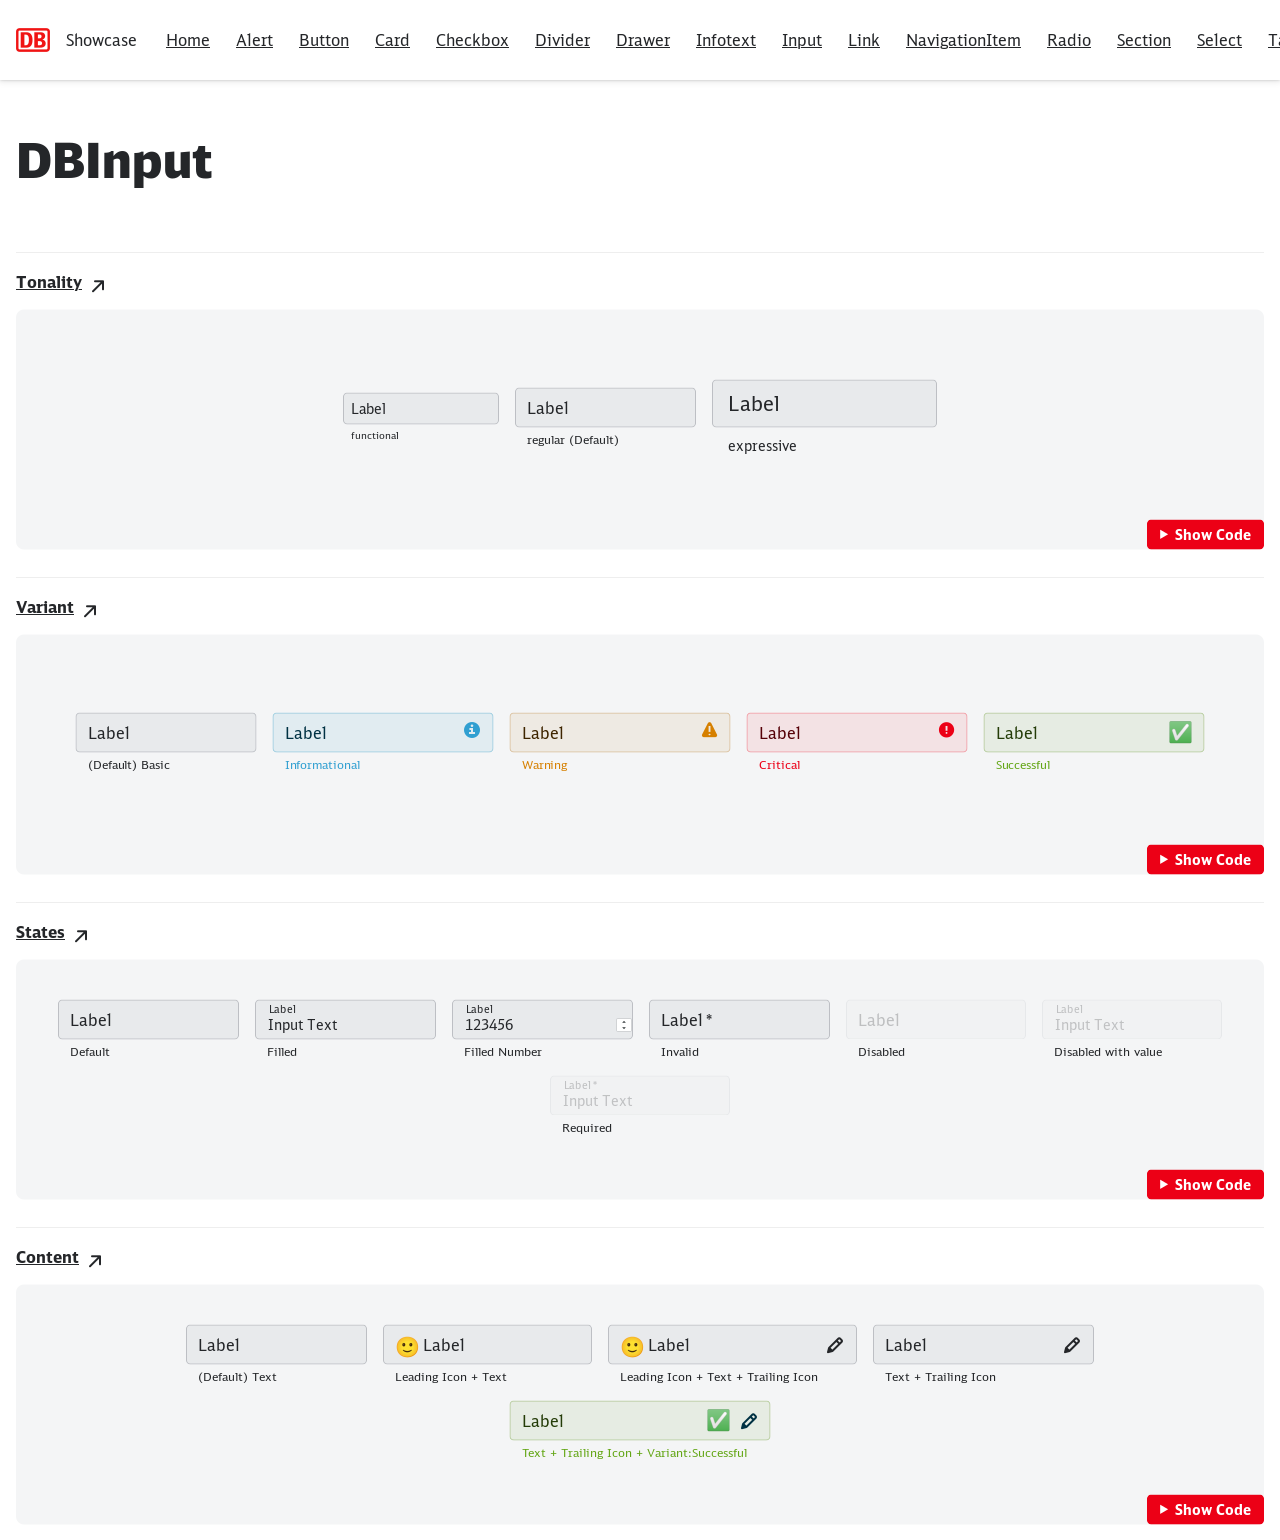 DB Showcase Home Alert Button Card Checkbox Divider Drawer Infotext Input Link NavigationItem Radio Section Select
DBInput
Tonality
Label Label Label
functional regular (Default) expressive
Show Code
Variant
Label Label Label Label Label
(Default) Basic Informational Warning Critical Successful
Show Code
States
Label Label Label Label * Label Label
Input Text 123456 Input Text
Default Filled Filled Number Invalid Disabled Disabled with value
Label *
Input Text
Required
Show Code
Content
Label Label Label Label
(Default) Text Leading Icon + Text Leading Icon + Text + Trailing Icon Text + Trailing Icon
Label
Text + Trailing Icon + Variant:Successful
Show Code